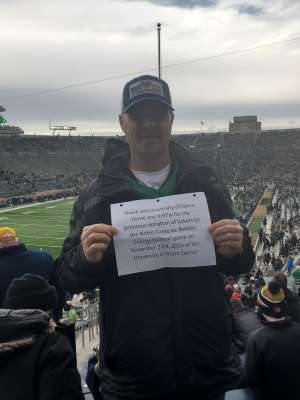 Thank you University of Notre
Dame and VetTix for the
generous donation of tickets to
the Notre Dame vs. Boston
College football game on
November 23rd, 2019 at the
University of Notre Dame!